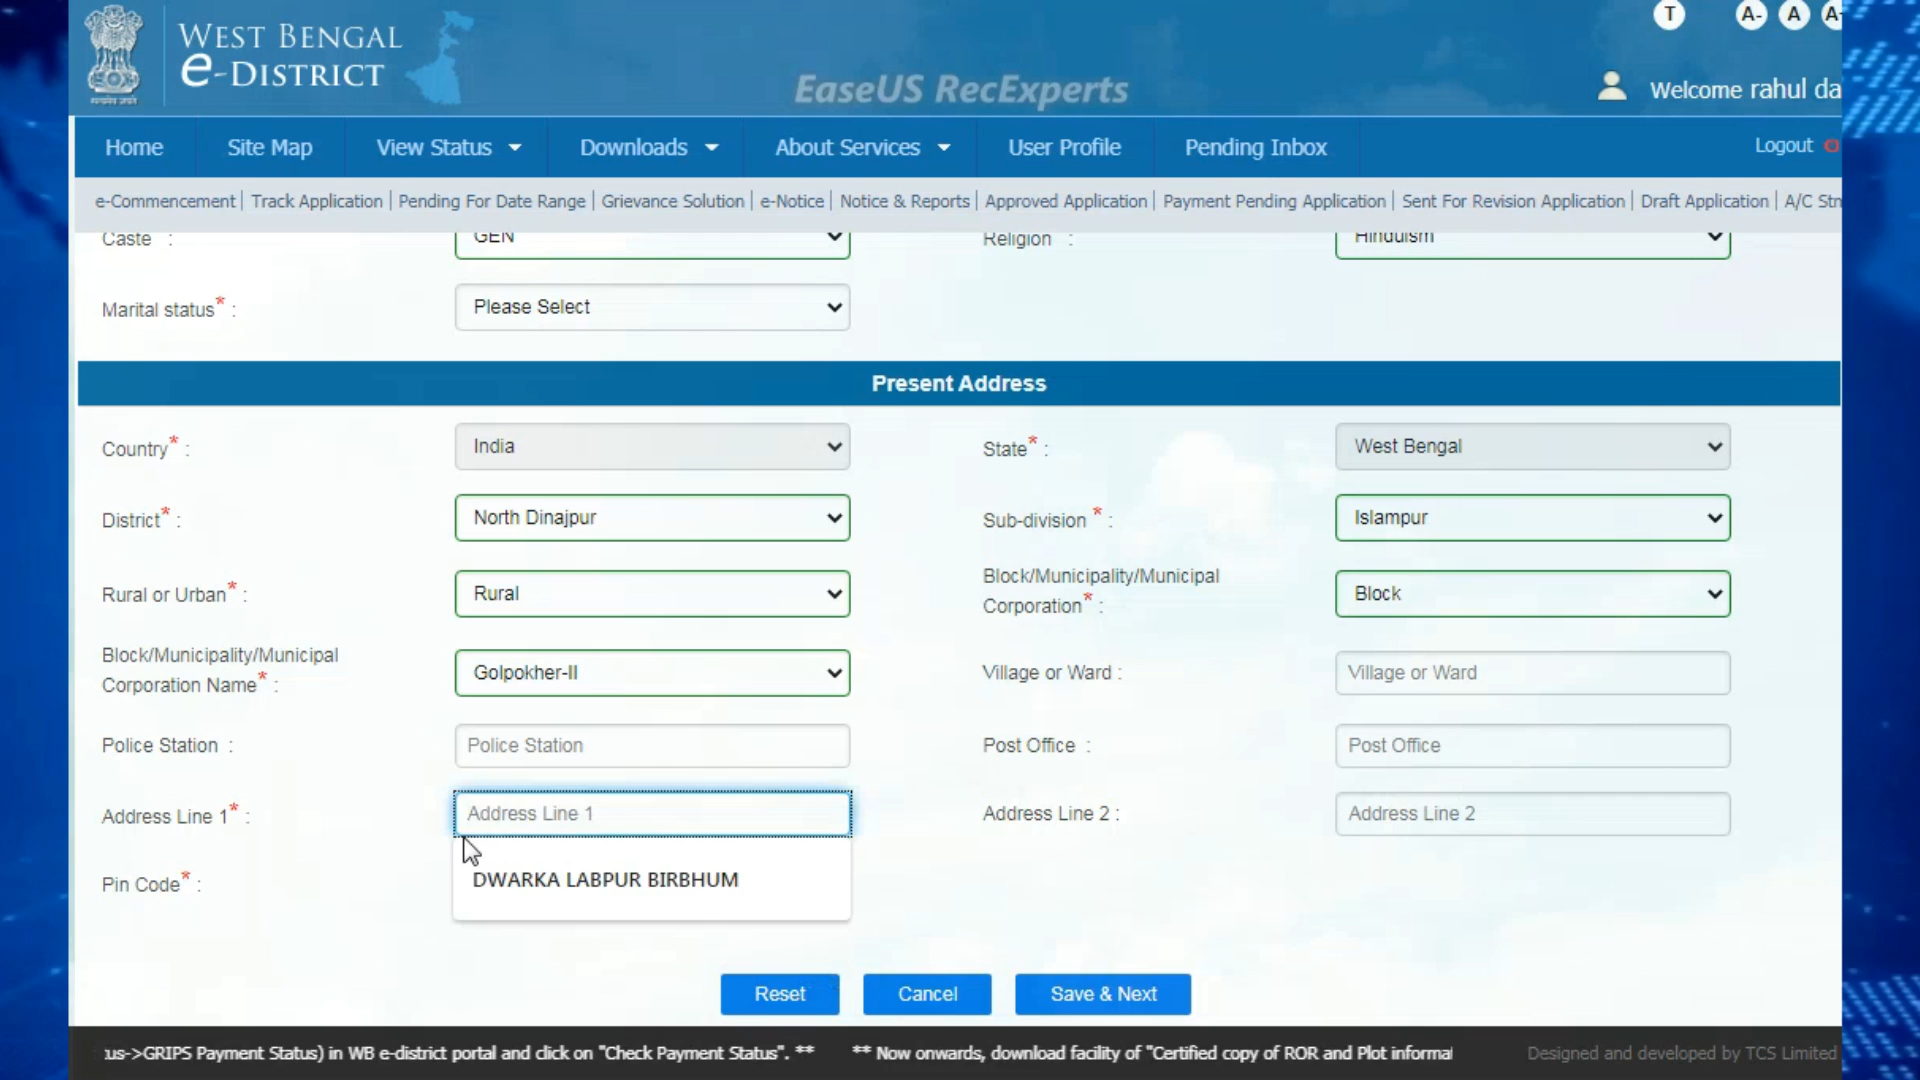 WEST BENGAL
e-DISTRICT
EaseUS RecExperts
T A- A
Welcome rahul da
Home Site Map View Status Downloads About Services User Profile Pending Inbox Logout
e-Commencement | Track Application | Pending For Date Range | Grievance Solution | e-Notice | Notice & Reports | Approved Application | Payment Pending Application | Sent For Revision Application | Draft Application | A/C Stm
Caste : GEN Religion : Hinduism
Marital status* : Please Select
Present Address
Country* : India State* : West Bengal
District* : North Dinajpur Sub-division * : Islampur
Rural or Urban* : Rural Block/Municipality/Municipal
Corporation* : Block
Block/Municipality/Municipal
Corporation Name* : Golpokher-II Village or Ward : Village or Ward
Police Station : Police Station Post Office : Post Office
Address Line 1* : Address Line 1 Address Line 2 : Address Line 2
DWARKA LABPUR BIRBHUM
Pin Code* :
Reset Cancel Save & Next
us->GRIPS Payment Status) in WB e-district portal and click on "Check Payment Status". ** ** Now onwards, download facility of "Certified copy of ROR and Plot informa
Designed and developed by TCS Limited